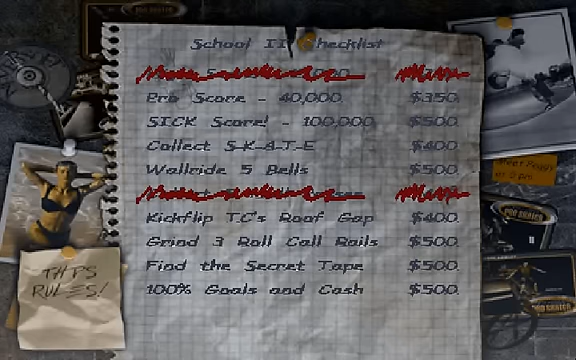 School II Checklist
Pro Score - 40,000 $350
SICK Score! - 100,000 $500
Collect S-K-A-T-E $400
Wallride 5 Bells $500
Kickflip TC's Roof Gap $400
Grind 3 Roll Call Rails $500
Find the Secret Tape $500
100% Goals and Cash $500
THPS
RULES!